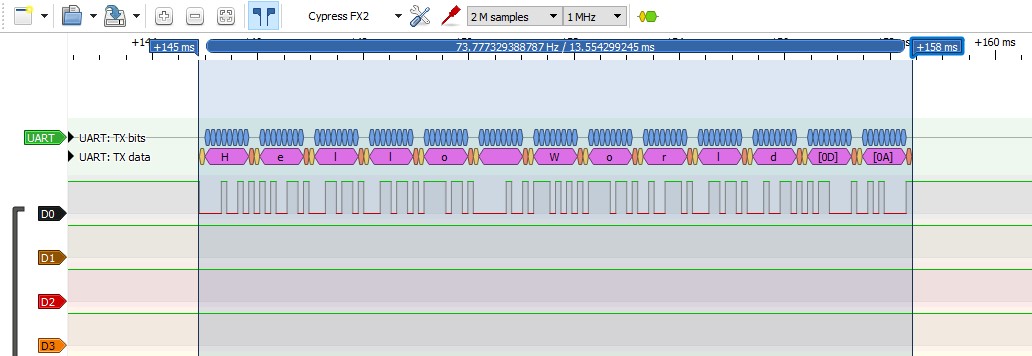 Cypress FX2 2 M samples 1 MHz
+145 ms 73.777329388787 Hz / 13.554299245 ms +158 ms +160 ms
UART UART: TX bits
UART: TX data H e l l o W o r l d [0D] [0A]
D0
D1
D2
D3